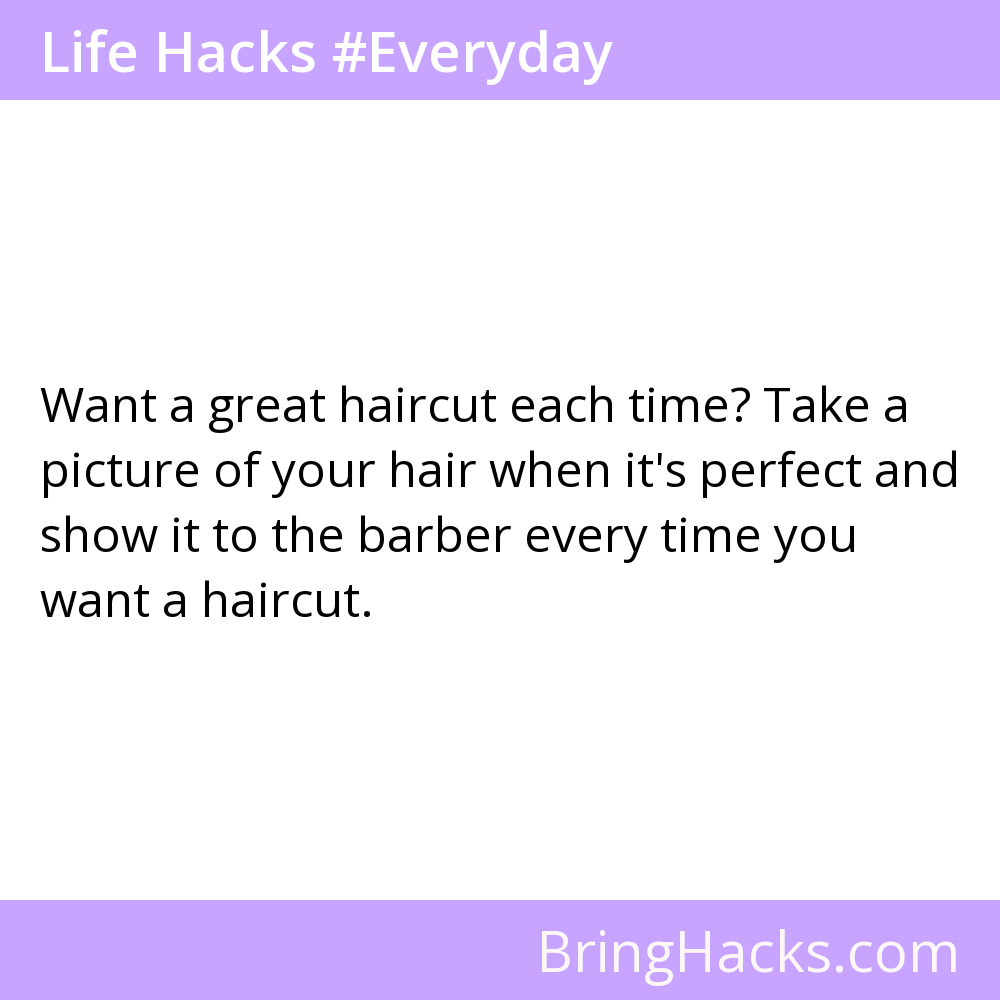 Life Hacks #Everyday
Want a great haircut each time? Take a
picture of your hair when it's perfect and
show it to the barber every time you
want a haircut.
BringHacks.com